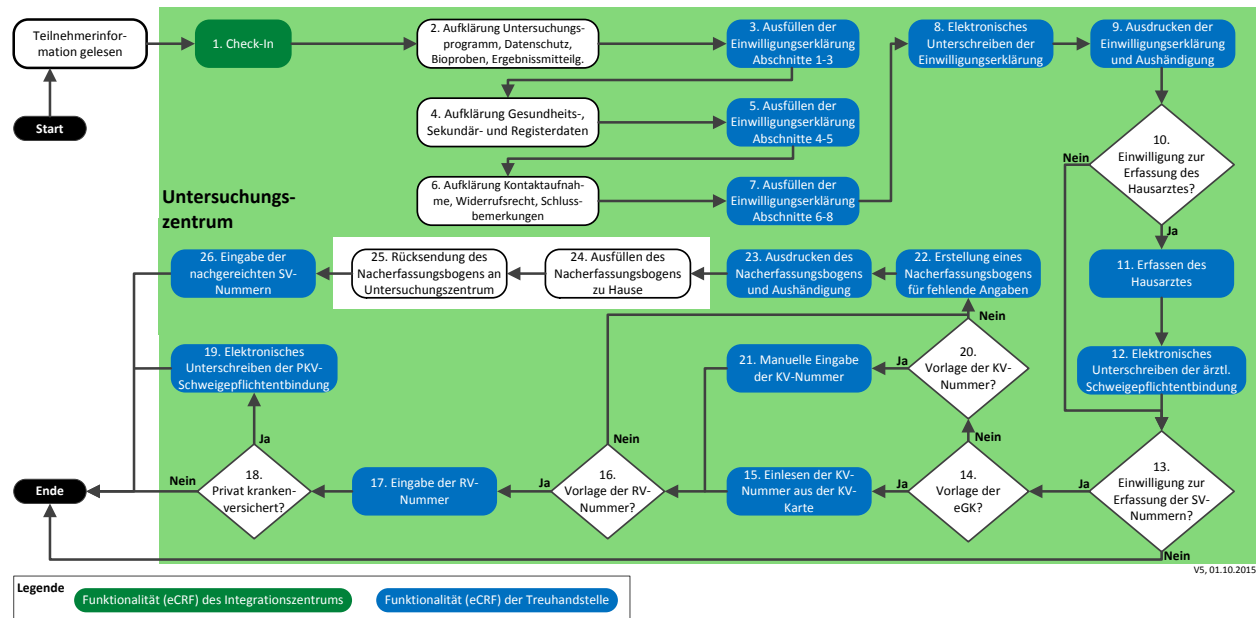 Teilnehmerinfor-
mation gelesen
Start
1. Check-In
2. Aufklärung Untersuchungs-
programm, Datenschutz,
Bioproben, Ergebnismitteilg.
3. Ausfüllen der
Einwilligungserklärung
Abschnitte 1-3
4. Aufklärung Gesundheits-,
Sekundär- und Registerdaten
5. Ausfüllen der
Einwilligungserklärung
Abschnitte 4-5
6. Aufklärung Kontaktaufnah-
me, Widerrufsrecht, Schluss-
bemerkungen
7. Ausfüllen der
Einwilligungserklärung
Abschnitte 6-8
8. Elektronisches
Unterschreiben der
Einwilligungserklärung
9. Ausdrucken der
Einwilligungserklärung
und Aushändigung
10.
Einwilligung zur
Erfassung des
Hausarztes?
Nein
Ja
11. Erfassen des
Hausarztes
12. Elektronisches
Unterschreiben der ärztl.
Schweigepflichtentbindung
13.
Einwilligung zur
Erfassung der SV-
Nummern?
Ja
Nein
14.
Vorlage der
eGK?
Ja
Nein
15. Einlesen der KV-
Nummer aus der KV-
Karte
16.
Vorlage der RV-
Nummer?
Ja
Nein
17. Eingabe der RV-
Nummer
18.
Privat kranken-
versichert?
Ja
Nein
19. Elektronisches
Unterschreiben der PKV-
Schweigepflichtentbindung
20.
Vorlage der KV-
Nummer?
Ja
Nein
21. Manuelle Eingabe
der KV-Nummer
22. Erstellung eines
Nacherfassungsbogens
für fehlende Angaben
23. Ausdrucken des
Nacherfassungsbogens
und Aushändigung
24. Ausfüllen des
Nacherfassungsbogens
zu Hause
25. Rücksendung des
Nacherfassungsbogens an
Untersuchungszentrum
26. Eingabe der
nachgereichten SV-
Nummern
Untersuchungs-
zentrum
Ende
V5, 01.10.2015
Legende
Funktionalität (eCRF) des Integrationszentrums
Funktionalität (eCRF) der Treuhandstelle